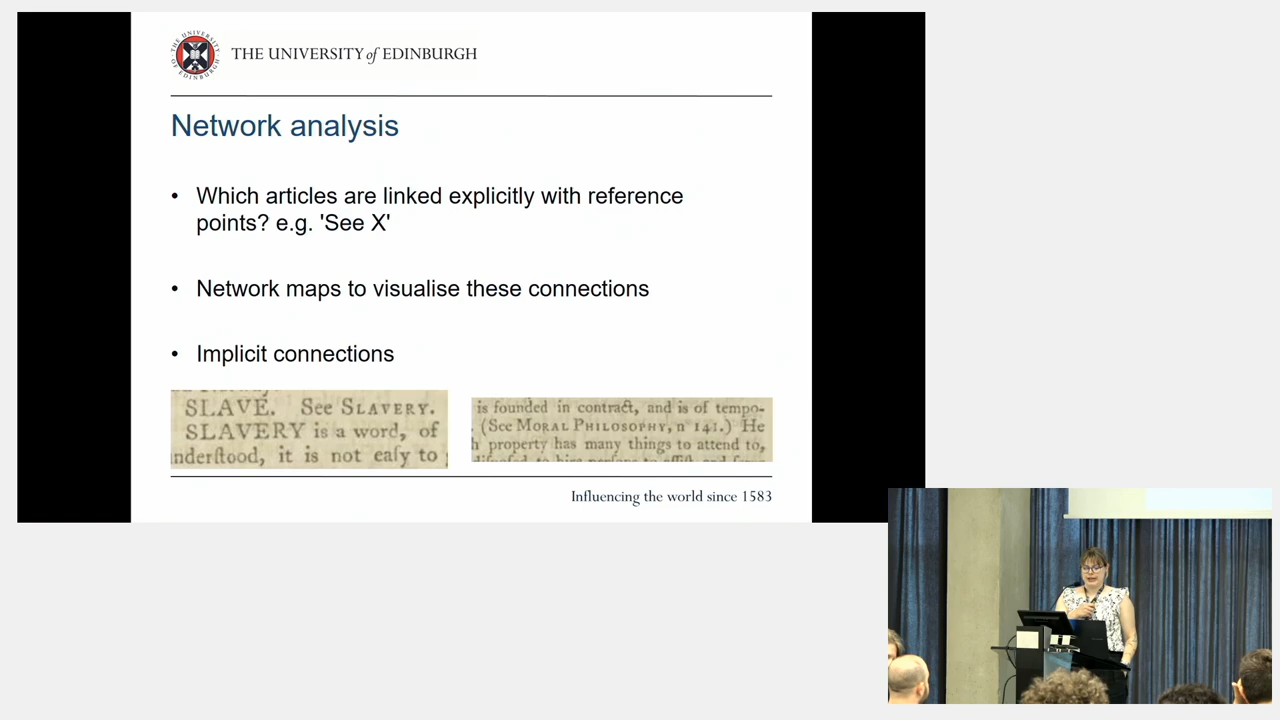 THE UNIVERSITY of EDINBURGH
Network analysis
• Which articles are linked explicitly with reference
points? e.g. 'See X'
• Network maps to visualise these connections
• Implicit connections
SLAVE. See SLAVERY.
SLAVERY is a word, of
nderſtood, it is not eaſy to
is founded in contract, and is of tempo-
. (See MORAL PHILOSOPHY, nº 141.) He
h property has many things to attend to,
Influencing the world since 1583